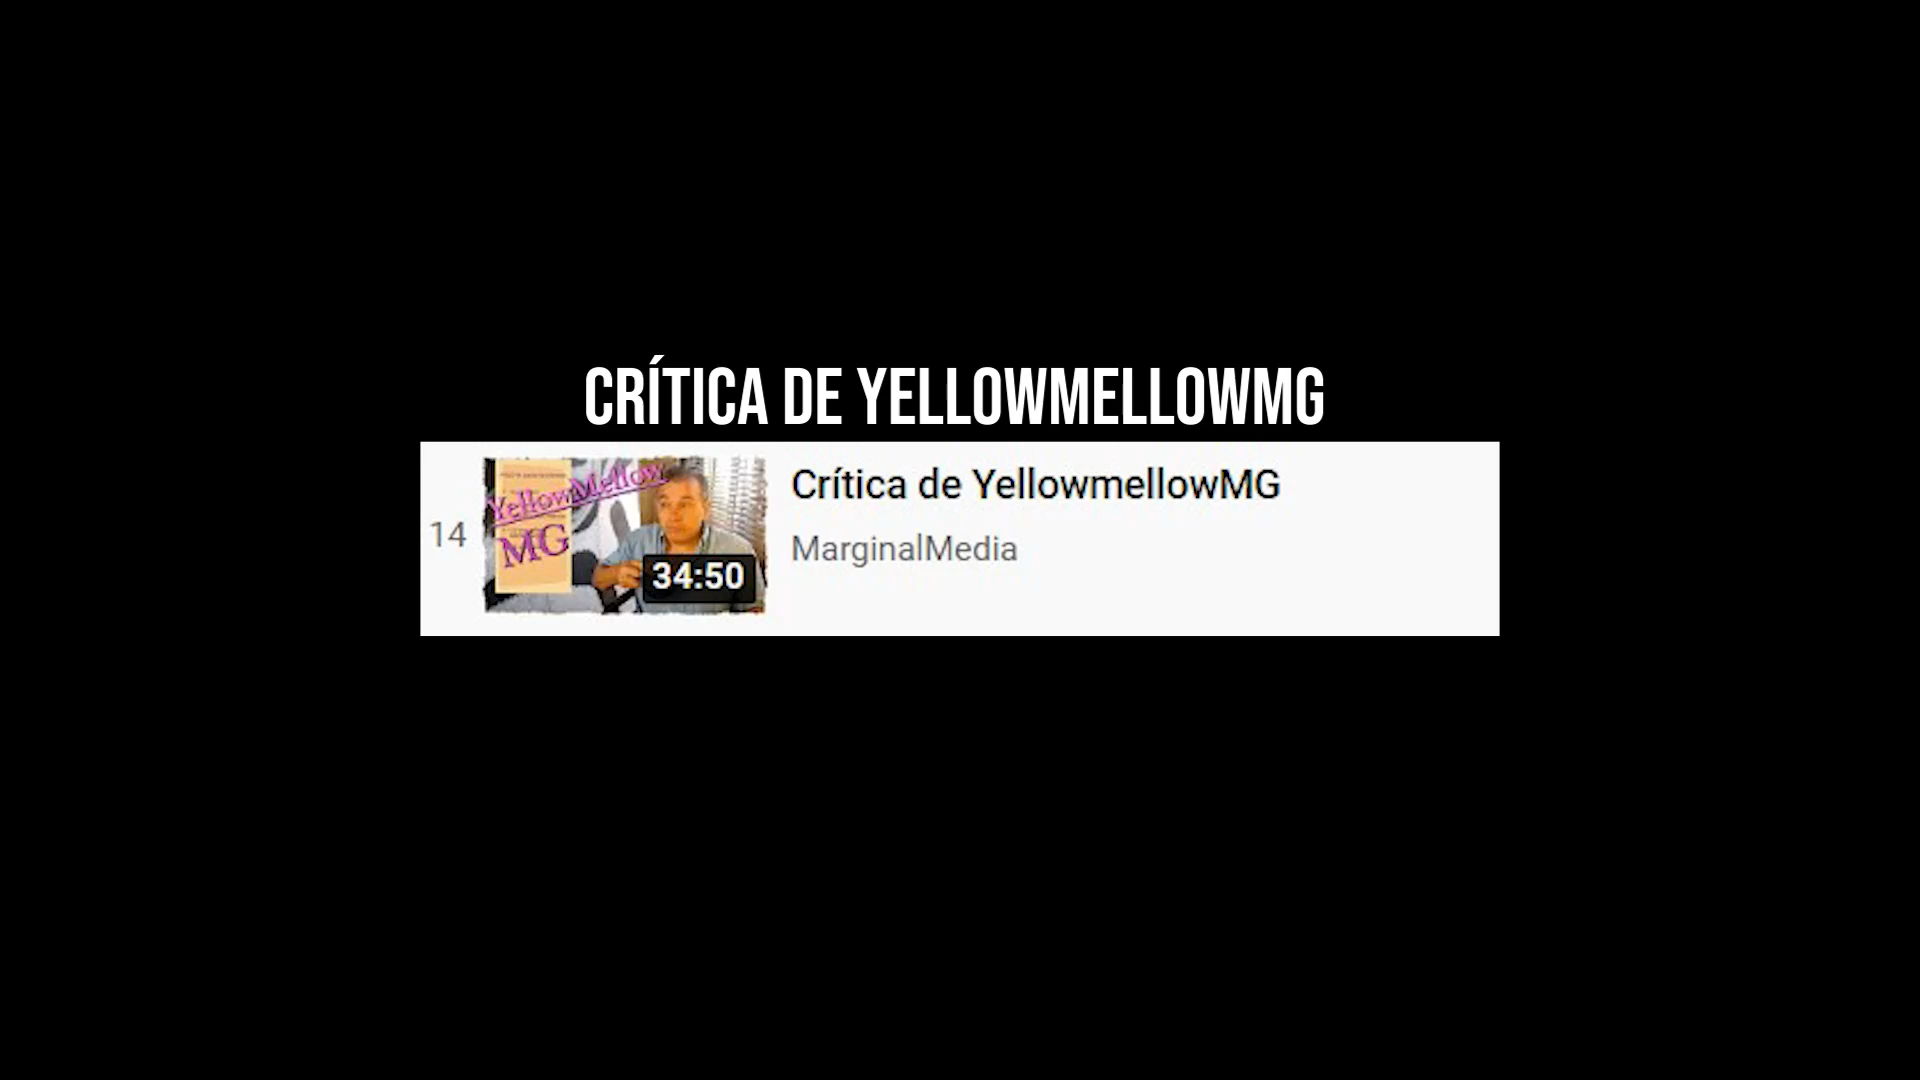 CRÍTICA DE YELLOWMELLOWMG
14
YellowMellow
MG
34:50
Crítica de YellowmellowMG
MarginalMedia